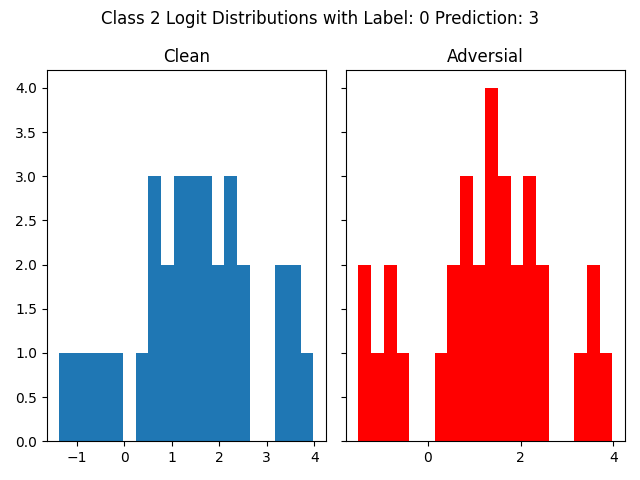 Class 2 Logit Distributions with Label: 0 Prediction: 3
Clean
Adversial
4.0
3.5
3.0
2.5
2.0
1.5
1.0
0.5
0.0
−1 0 1 2 3 4
0 2 4